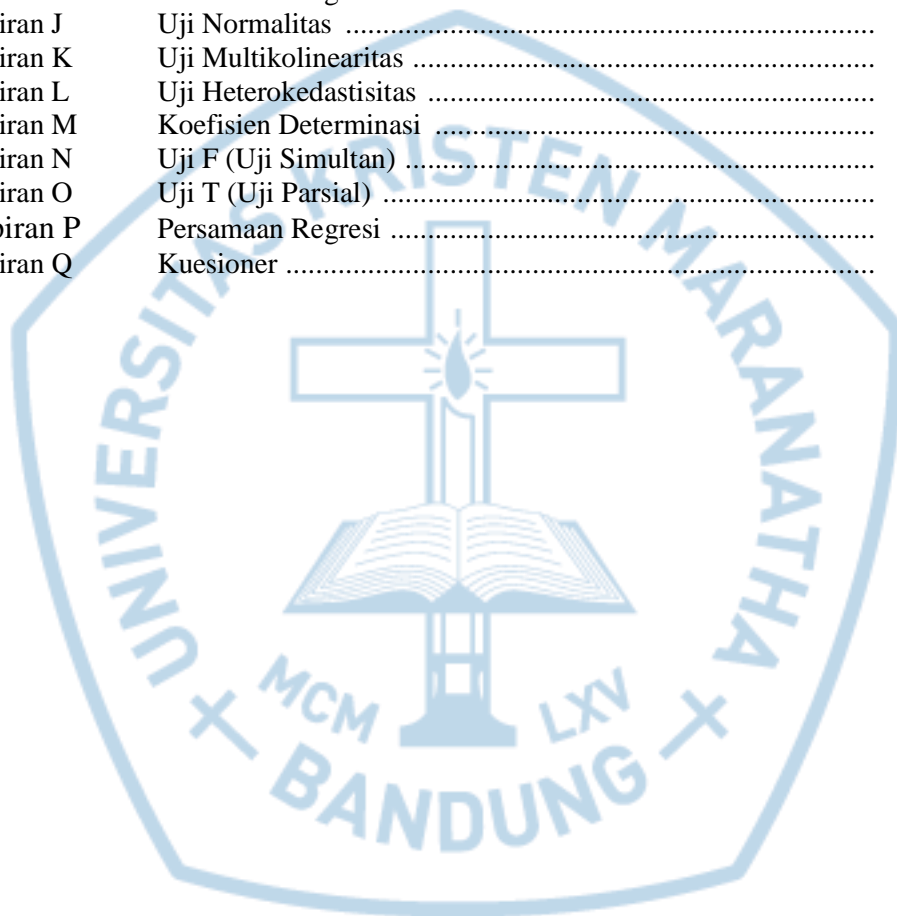 iran J Uji Normalitas ........................................................................................
iran K Uji Multikolinearitas ............................................................................
iran L Uji Heterokedastisitas ..........................................................................
iran M Koefisien Determinasi .........................................................................
iran N Uji F (Uji Simultan) ..............................................................................
iran O Uji T (Uji Parsial) ..................................................................................
piran P Persamaan Regresi .................................................................................
iran Q Kuesioner ..................................................................................................
UNIVERSITAS KRISTEN MARANATHA
MCM LXV
BANDUNG